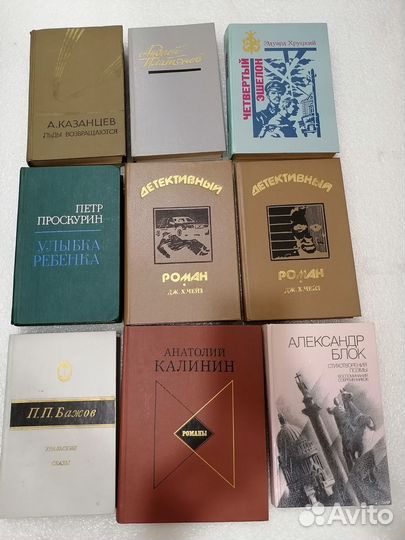 А. КАЗАНЦЕВ
ЛЬДЫ ВОЗВРАЩАЮТСЯ
Андрей
Платонов
Эдуард Хруцкий
ЧЕТВЕРТЫЙ
ЭШЕЛОН
ПЕТР
ПРОСКУРИН
УЛЫБКА
РЕБЕНКА
ДЕТЕКТИВНЫЙ
РОМАН
ДЖ. Х. ЧЕЙЗ
ДЕТЕКТИВНЫЙ
РОМАН
ДЖ. Х. ЧЕЙЗ
П.П. Бажов
УРАЛЬСКИЕ
СКАЗЫ
АНАТОЛИЙ
КАЛИНИН
РОМАНЫ
АЛЕКСАНДР
БЛОК
СТИХОТВОРЕНИЯ
ПОЭМЫ
ВОСПОМИНАНИЯ
СОВРЕМЕННИКОВ
Avito